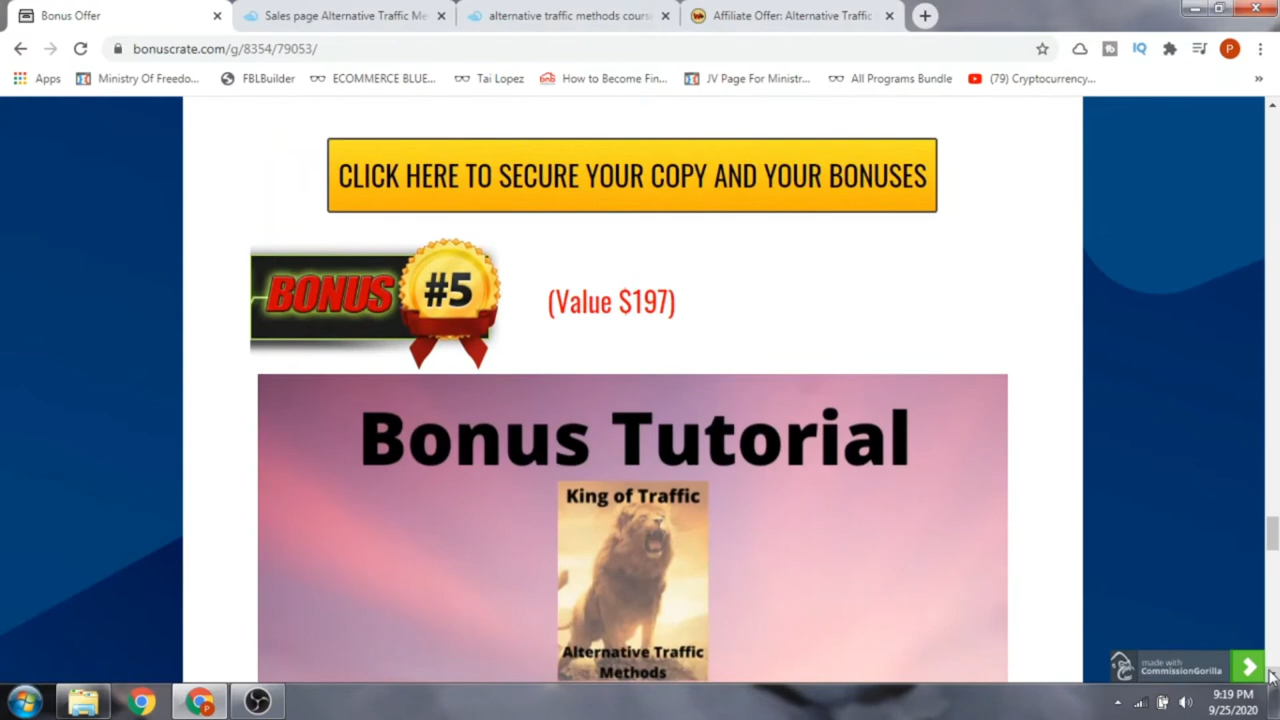 Bonus Offer
Sales page Alternative Traffic Me
alternative traffic methods cours
Affiliate Offer: Alternative Traffic
bonuscrate.com/g/8354/79053/
IQ
P
Apps
Ministry Of Freedo...
FBLBuilder
ECOMMERCE BLUE...
Tai Lopez
How to Become Fin...
JV Page For Ministr...
All Programs Bundle
(79) Cryptocurrency...
»
CLICK HERE TO SECURE YOUR COPY AND YOUR BONUSES
BONUS #5
(Value $197)
Bonus Tutorial
King of Traffic
Alternative Traffic
Methods
made with
COMMISSIONGORILLA
9:19 PM
9/25/2020